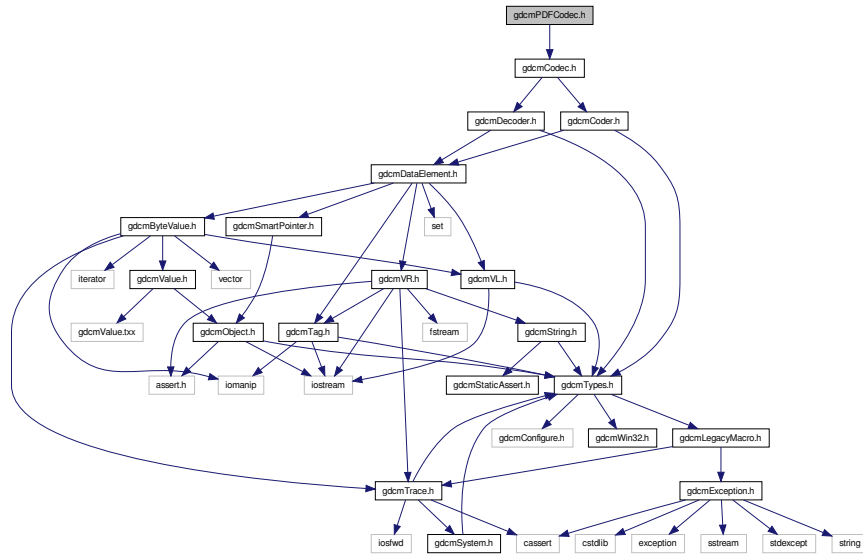 gdcmPDFCodec.h
gdcmCodec.h
gdcmDecoder.h
gdcmCoder.h
gdcmDataElement.h
gdcmByteValue.h
gdcmSmartPointer.h
set
iterator
gdcmValue.h
vector
gdcmVR.h
gdcmVL.h
gdcmValue.txx
gdcmObject.h
gdcmTag.h
fstream
gdcmString.h
assert.h
iomanip
iostream
gdcmStaticAssert.h
gdcmTypes.h
gdcmConfigure.h
gdcmWin32.h
gdcmLegacyMacro.h
gdcmTrace.h
gdcmException.h
iosfwd
gdcmSystem.h
cassert
cstdlib
exception
sstream
stdexcept
string